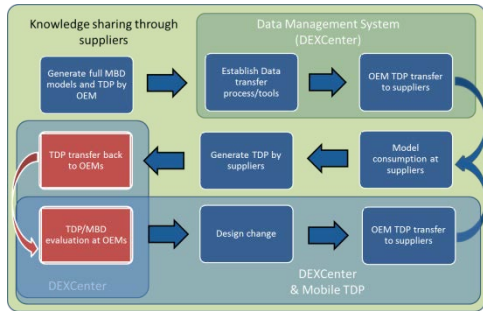 Knowledge sharing through
suppliers
Data Management System
(DEXCenter)
Generate full MBD
models and TDP by
OEM
Establish Data
transfer
process/tools
OEM TDP transfer
to suppliers
TDP transfer back
to OEMs
Generate TDP by
suppliers
Model
consumption at
suppliers
TDP/MBD
evaluation at OEMs
Design change
OEM TDP transfer
to suppliers
DEXCenter
DEXCenter
& Mobile TDP